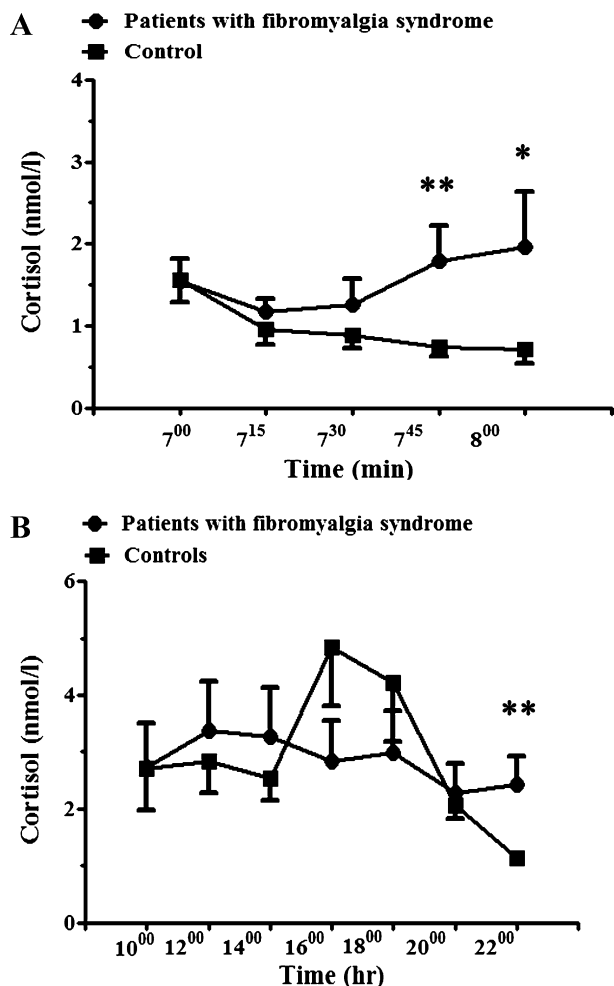 A
Patients with fibromyalgia syndrome
Control
4
3
2
1
0
Cortisol (nmol/l)
**
*
7⁰⁰ 7¹⁵ 7³⁰ 7⁴⁵ 8⁰⁰
Time (min)
B
Patients with fibromyalgia syndrome
Controls
6
4
2
0
Cortisol (nmol/l)
**
10⁰⁰ 12⁰⁰ 14⁰⁰ 16⁰⁰ 18⁰⁰ 20⁰⁰ 22⁰⁰
Time (hr)